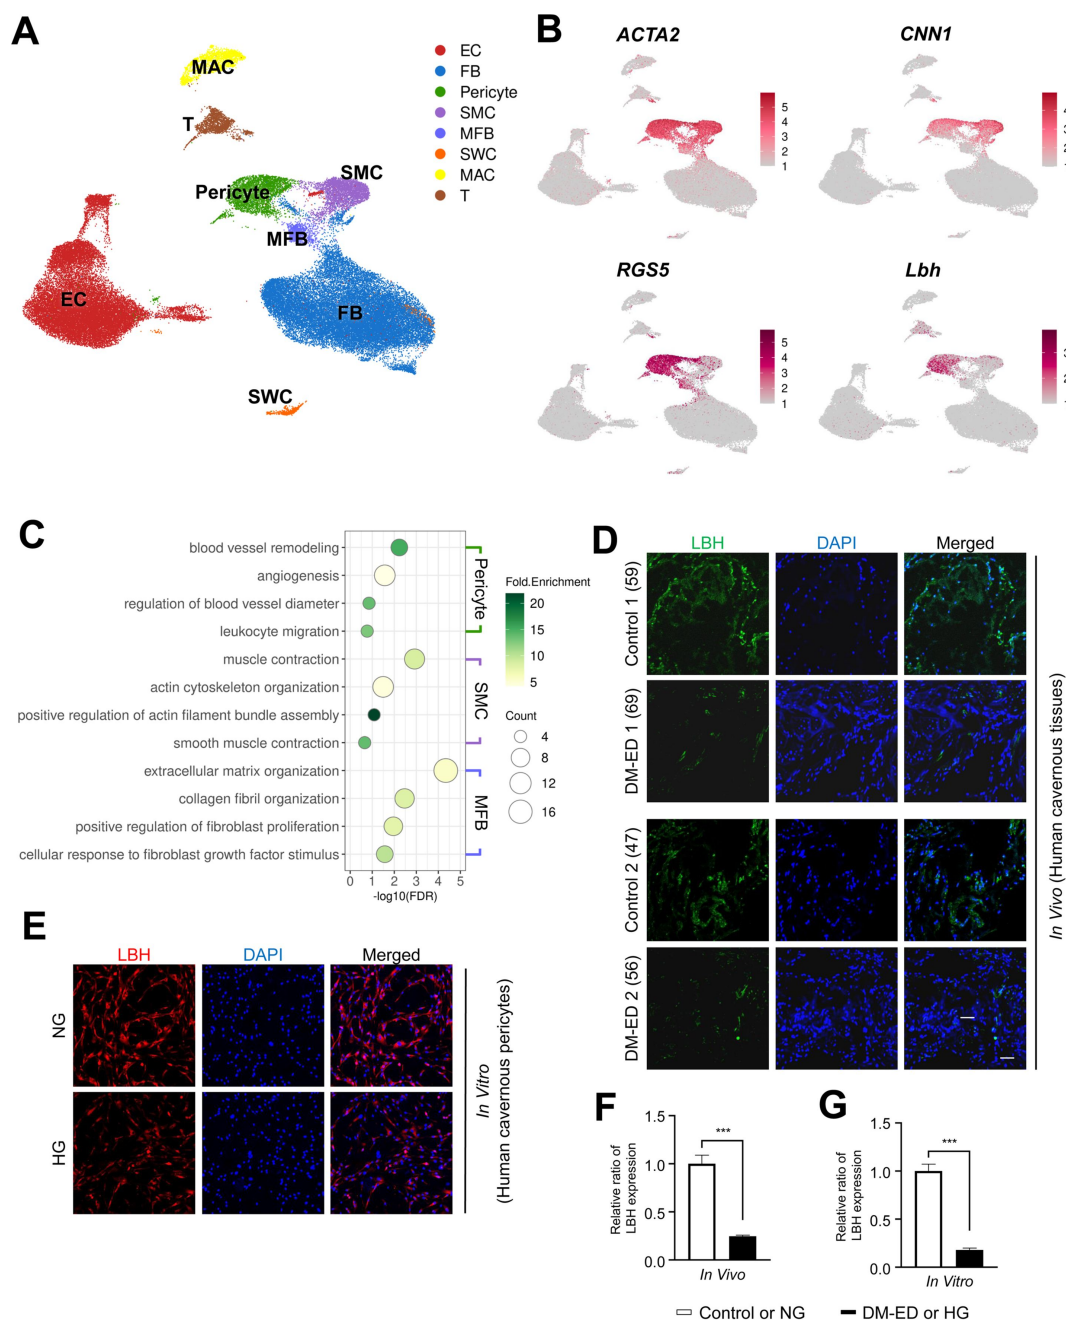 A
MAC
T
Pericyte
SMC
MFB
EC
FB
SWC
EC
FB
Pericyte
SMC
MFB
SWC
MAC
T
B
ACTA2
5
4
3
2
1
CNN1
4
3
2
1
RGS5
5
4
3
2
1
Lbh
3
2
C
blood vessel remodeling
angiogenesis
regulation of blood vessel diameter
leukocyte migration
muscle contraction
actin cytoskeleton organization
positive regulation of actin filament bundle assembly
smooth muscle contraction
extracellular matrix organization
collagen fibril organization
positive regulation of fibroblast proliferation
cellular response to fibroblast growth factor stimulus
0 1 2 3 4 5
-log10(FDR)
Pericyte
SMC
MFB
Fold.Enrichment
20
15
10
5
Count
4
8
12
16
D
LBH DAPI Merged
Control 1 (59)
DM-ED 1 (69)
Control 2 (47)
DM-ED 2 (56)
In Vivo (Human cavernous tissues)
E
LBH DAPI Merged
NG
HG
In Vitro
(Human cavernous pericytes)
F
Relative ratio of
LBH expression
1.5
1.0
0.5
0.0
***
In Vivo
G
Relative ratio of
LBH expression
1.5
1.0
0.5
0.0
***
In Vitro
Control or NG DM-ED or HG